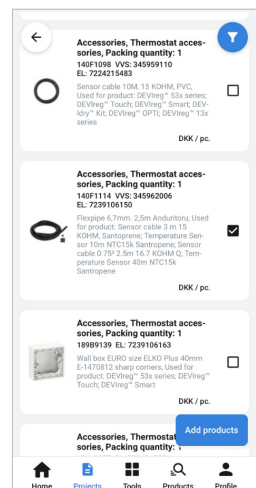 Accessories, Thermostat acces-
sories, Packing quantity: 1
140F1098 VVS: 345959110
EL: 7224215483
Sensor cable 10M, 15 KOHM, PVC,
Used for product: DEVIreg™ 53x series;
DEVIreg™ Touch; DEVIreg™ Smart; DEV-
Idry™ Kit; DEVIreg™ OPTI; DEVIreg™ 13x
series
DKK / pc.
Accessories, Thermostat acces-
sories, Packing quantity: 1
140F1114 VVS: 345962006
EL: 7239106150
Flexpipe 6,7mm. 2,5m Anduritoru, Used
for product: Sensor cable 3 m 15
KOHM, Santoprene; Temperature Sen-
sor 10m NTC15k Santropene; Sensor
cable 0.75² 2.5m 16.7 KOHM Q; Tem-
perature Sensor 40m NTC15k
Santropene
DKK / pc.
Accessories, Thermostat acces-
sories, Packing quantity: 1
189B9139 EL: 7239106163
Wall box EURO size ELKO Plus 40mm
E-1470812 sharp corners, Used for
product: DEVIreg™ 53x series; DEVIreg™
Touch; DEVIreg™ Smart
DKK / pc.
Add products
Accessories, Thermostat
sories, Packing quantity: 1
Home Projects Tools Products Profile